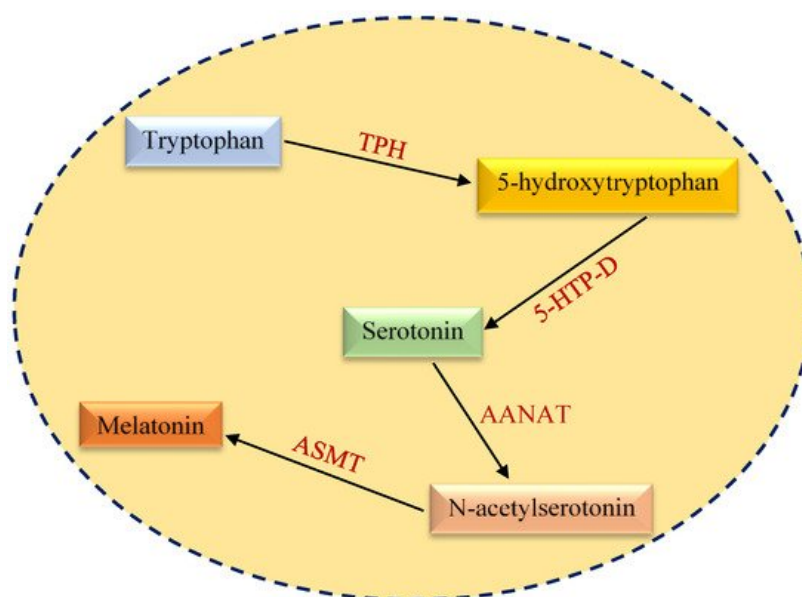 Tryptophan
TPH
5-hydroxytryptophan
5-HTP-D
Serotonin
AANAT
Melatonin
ASMT
N-acetylserotonin